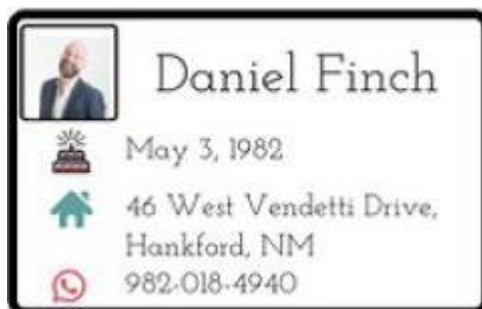 Daniel Finch
May 3, 1982
46 West Vendetti Drive,
Hankford, NM
982-018-4940